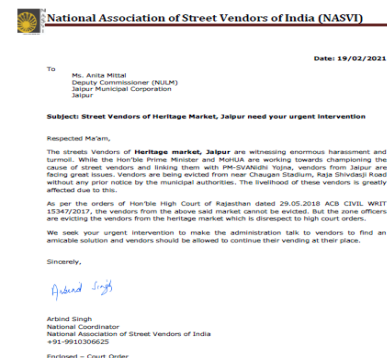 National Association of Street Vendors of India (NASVI)
Date: 19/02/2021
To
Ms. Anita Mittal
Deputy Commissioner (NULM)
Jaipur Municipal Corporation
Jaipur
Subject: Street Vendors of Heritage Market, Jaipur need your urgent intervention
Respected Ma'am,
The streets Vendors of Heritage market, Jaipur are witnessing enormous harassment and
turmoil. While the Hon'ble Prime Minister and MoHUA are working towards championing the
cause of street vendors and linking them with PM-SVANidhi Yojna, vendors from Jaipur are
facing great issues. Vendors are being evicted from near Chaugan Stadium, Raja Shivdasji Road
without any prior notice by the municipal authorities. The livelihood of these vendors is greatly
affected due to this.
As per the orders of Hon'ble High Court of Rajasthan dated 29.05.2018 ACB CIVIL WRIT
15347/2017, the vendors from the above said market cannot be evicted. But the zone officers
are evicting the vendors from the heritage market which is disrespect to high court orders.
We seek your urgent intervention to make the administration talk to vendors to find an
amicable solution and vendors should be allowed to continue their vending at their place.
Sincerely,
Arbind Singh
Arbind Singh
National Coordinator
National Association of Street Vendors of India
+91-9910306625
Enclosed – Court Order